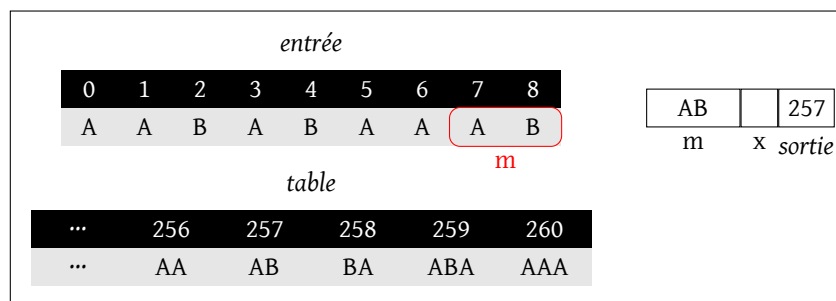 entrée
0 1 2 3 4 5 6 7 8
A A B A B A A A B
m
AB 257
m x sortie
table
... 256 257 258 259 260
... AA AB BA ABA AAA